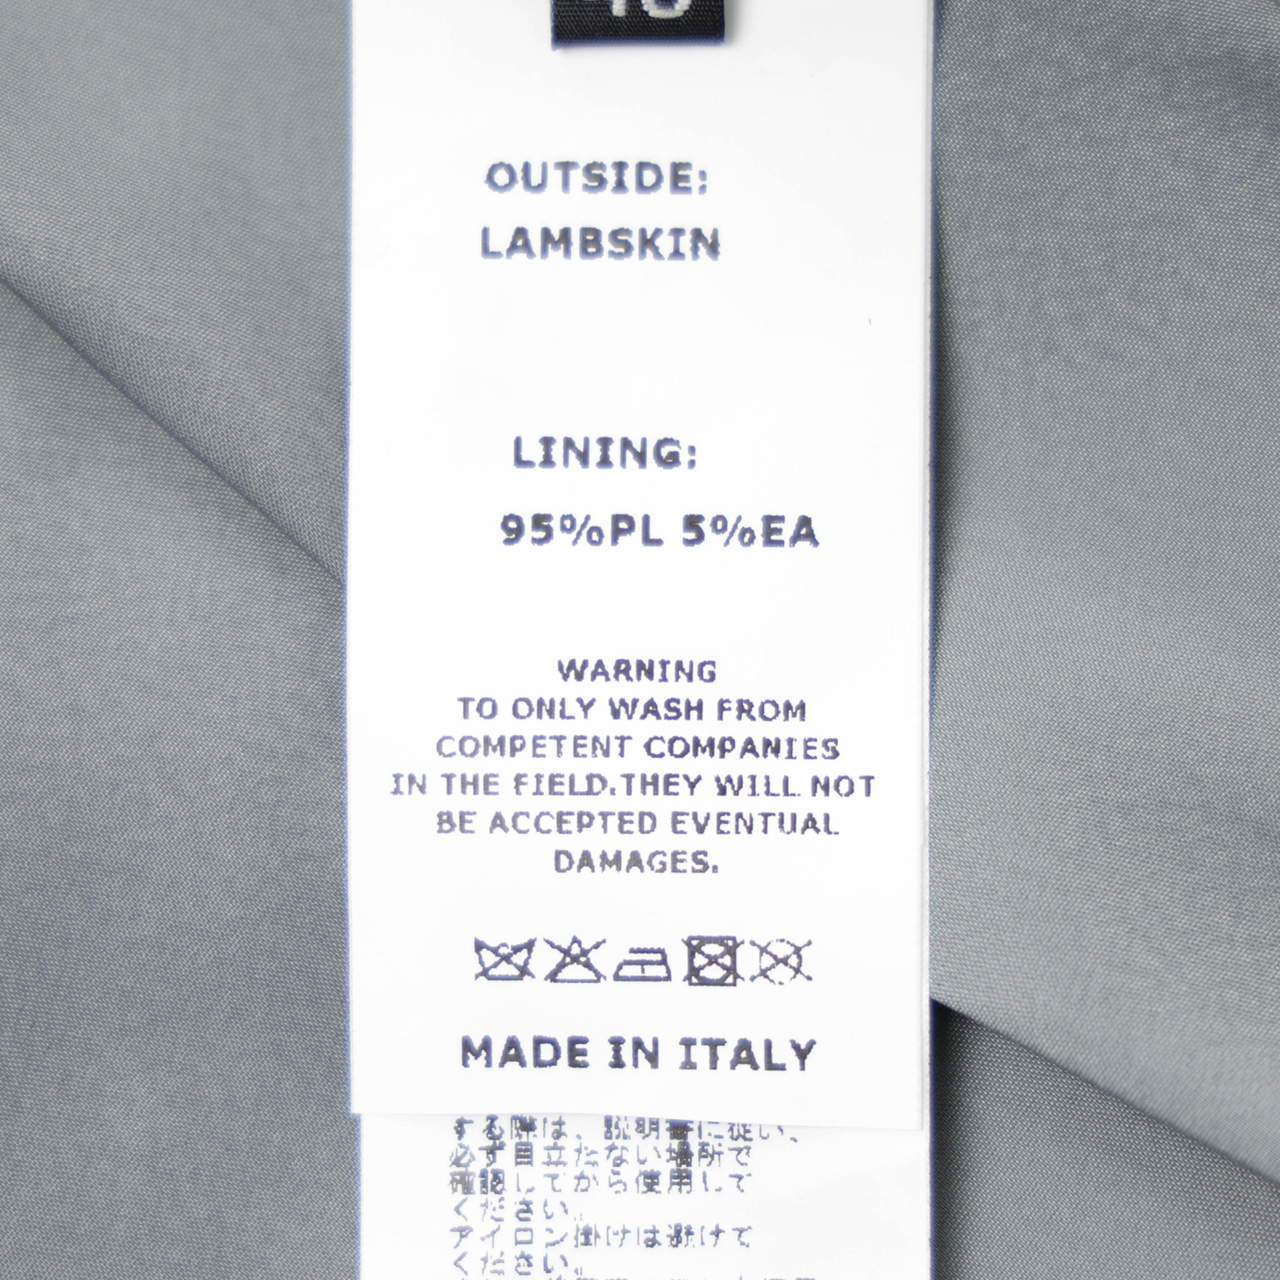 OUTSIDE:
LAMBSKIN
LINING:
95%PL 5%EA
WARNING
TO ONLY WASH FROM
COMPETENT COMPANIES
IN THE FIELD.THEY WILL NOT
BE ACCEPTED EVENTUAL
DAMAGES.
MADE IN ITALY
する際は、説明書に従い、
必ず目立たない場所で
確認してから使用して
ください。
アイロン掛けは避けて
ください。